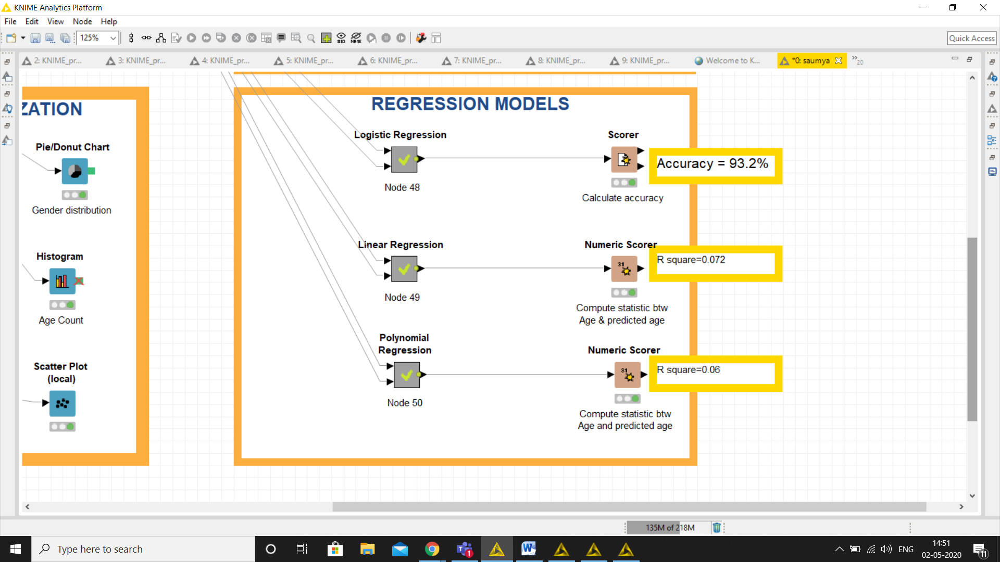 KNIME Analytics Platform
File Edit View Node Help
125%
#ID
NAME
Quick Access
2: KNIME_pr...
3: KNIME_pr...
4: KNIME_pr...
5: KNIME_pr...
6: KNIME_pr...
7: KNIME_pr...
8: KNIME_pr...
9: KNIME_pr...
Welcome to K...
*0: saumya
»20
ZATION
Pie/Donut Chart
Gender distribution
Histogram
Age Count
Scatter Plot
(local)
REGRESSION MODELS
Logistic Regression
Node 48
Scorer
Calculate accuracy
Accuracy = 93.2%
Linear Regression
Node 49
Numeric Scorer
31
Compute statistic btw
Age & predicted age
R square=0.072
Polynomial
Regression
Node 50
Numeric Scorer
31
Compute statistic btw
Age and predicted age
R square=0.06
135M of 218M
Type here to search
1
W
ENG
14:51
02-05-2020
11